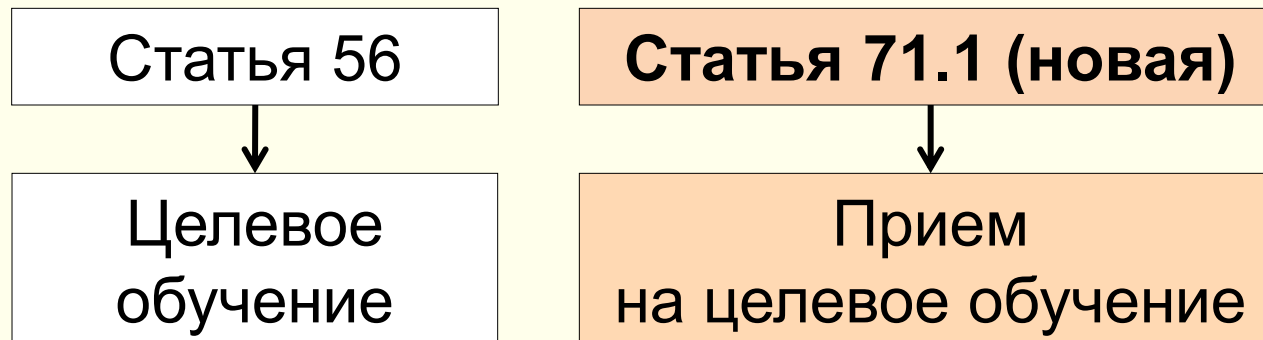 Статья 56
Статья 71.1 (новая)
Целевое
обучение
Прием
на целевое обучение